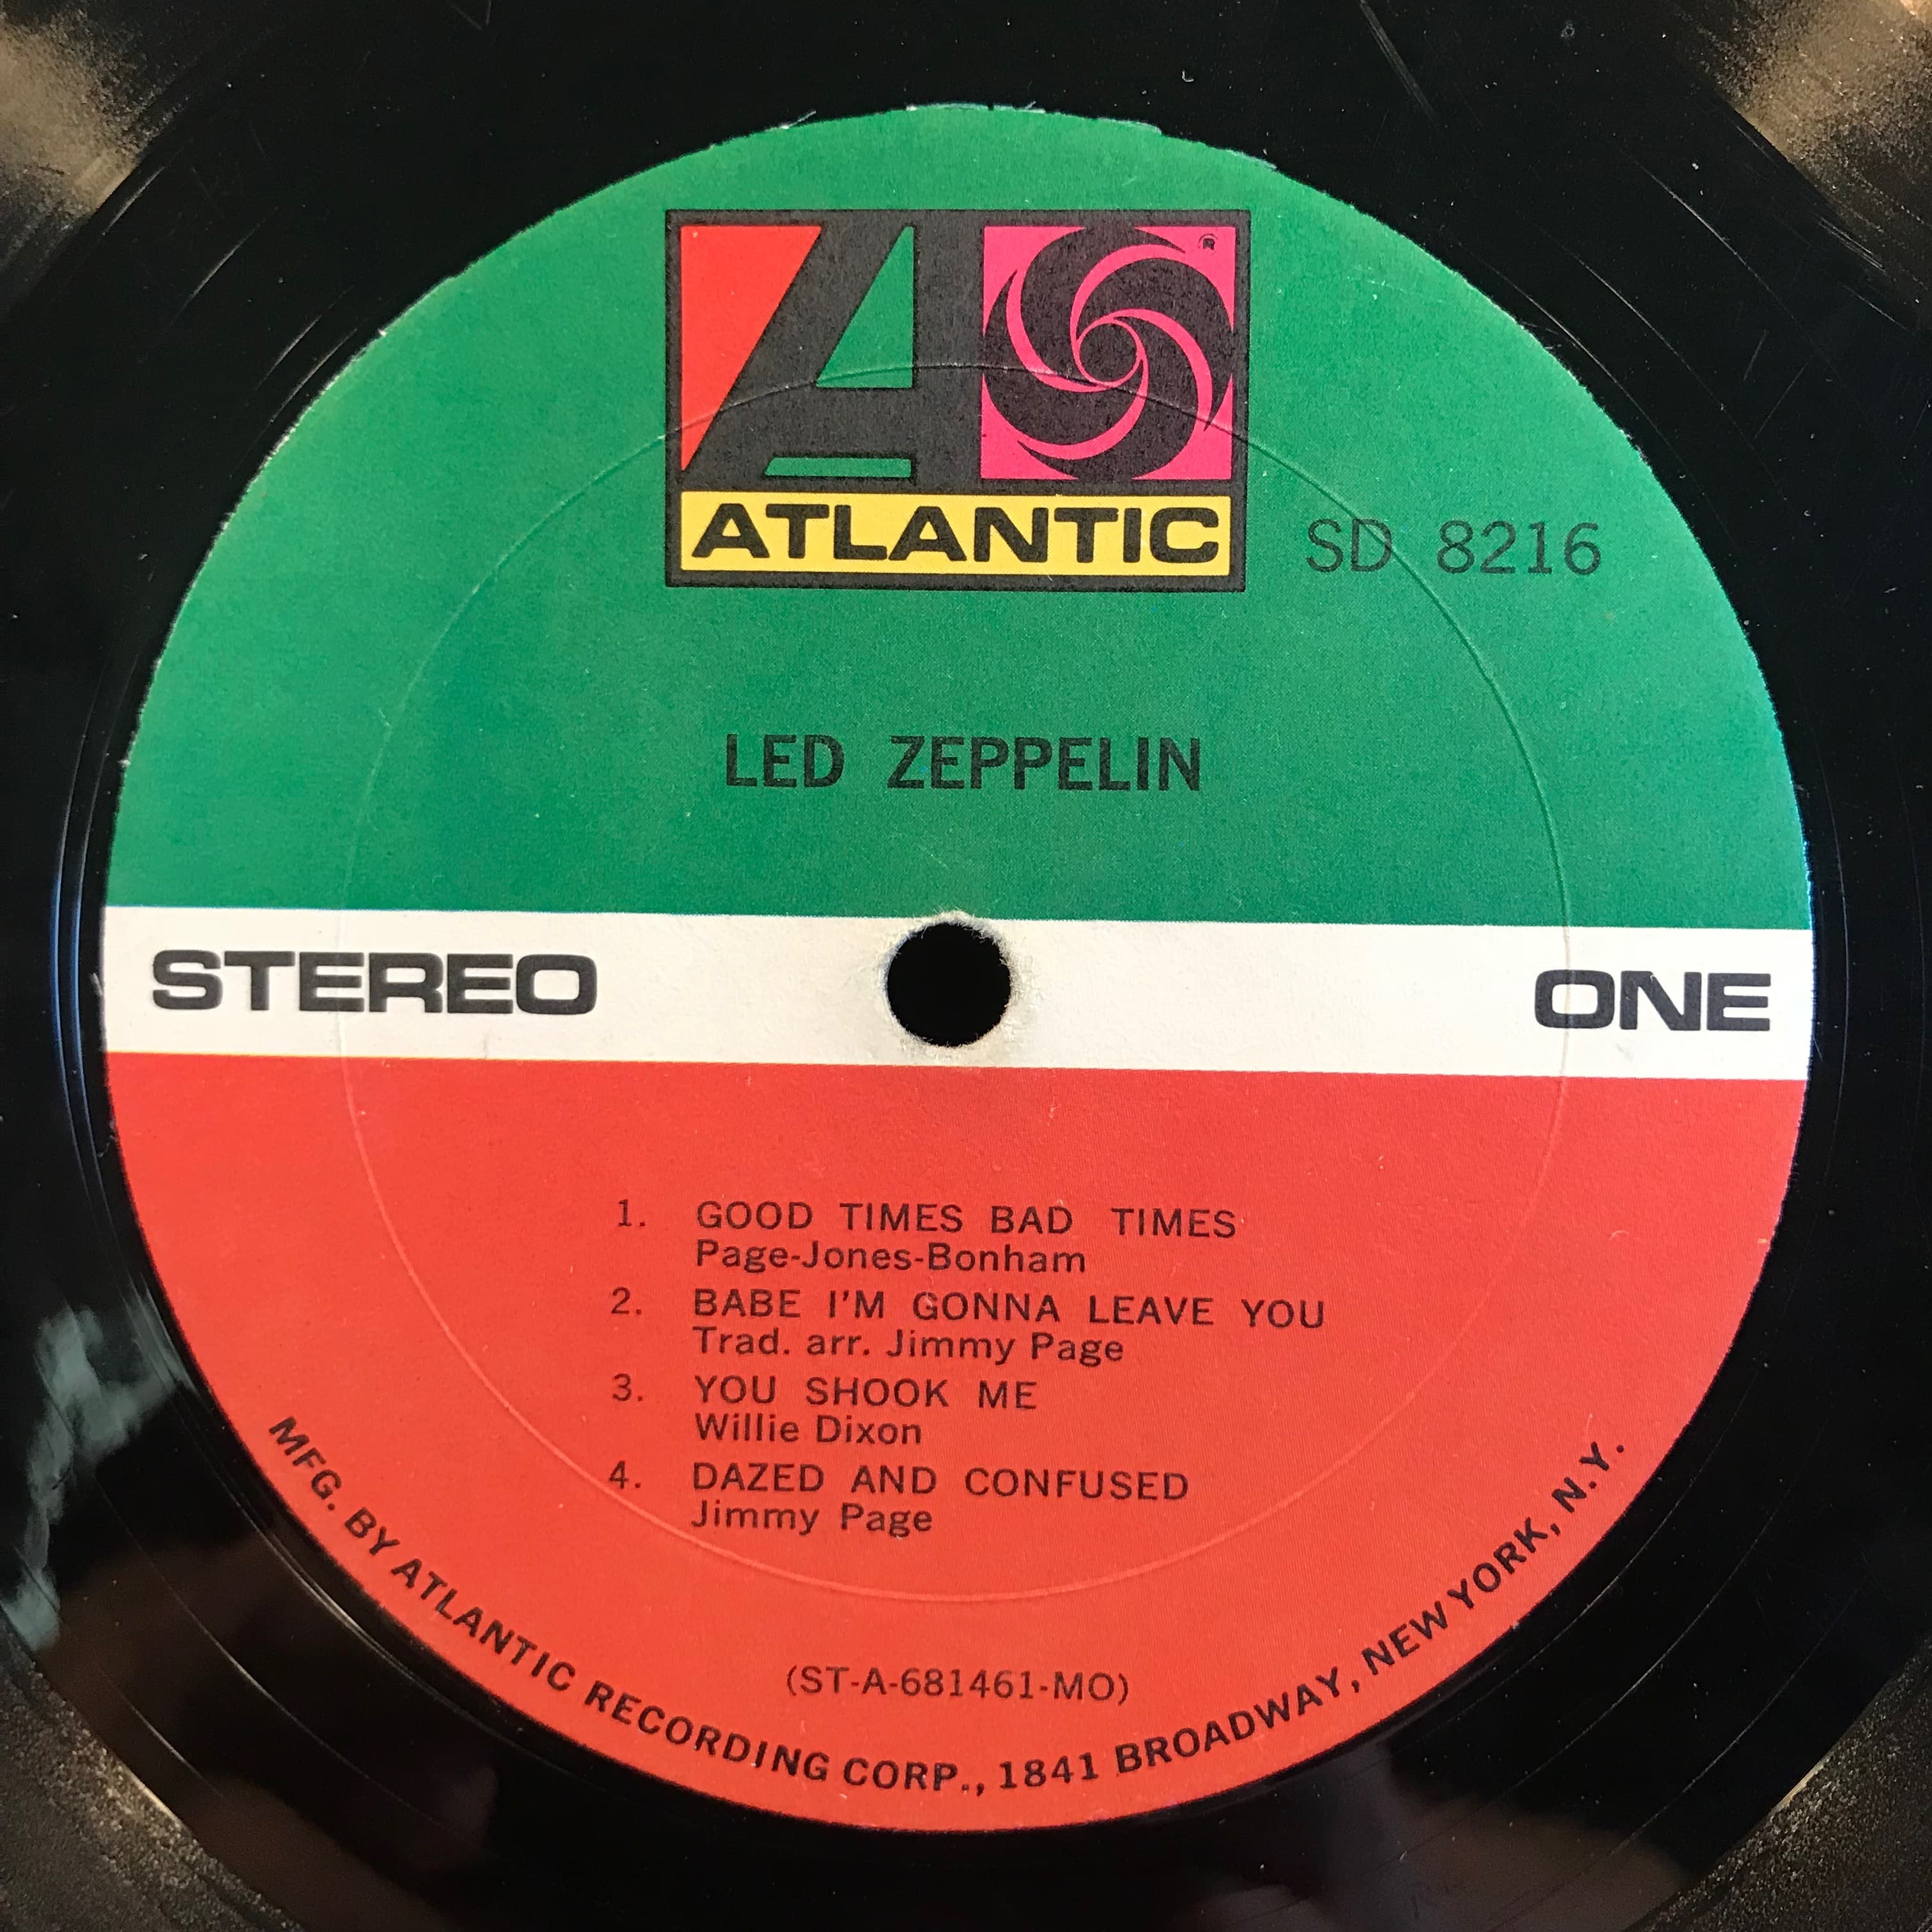 ATLANTIC
®
SD 8216
LED ZEPPELIN
STEREO
ONE
1. GOOD TIMES BAD TIMES
Page-Jones-Bonham
2. BABE I'M GONNA LEAVE YOU
Trad. arr. Jimmy Page
3. YOU SHOOK ME
Willie Dixon
4. DAZED AND CONFUSED
Jimmy Page
(ST-A-681461-MO)
MFG. BY ATLANTIC RECORDING CORP., 1841 BROADWAY, NEW YORK, N.Y.